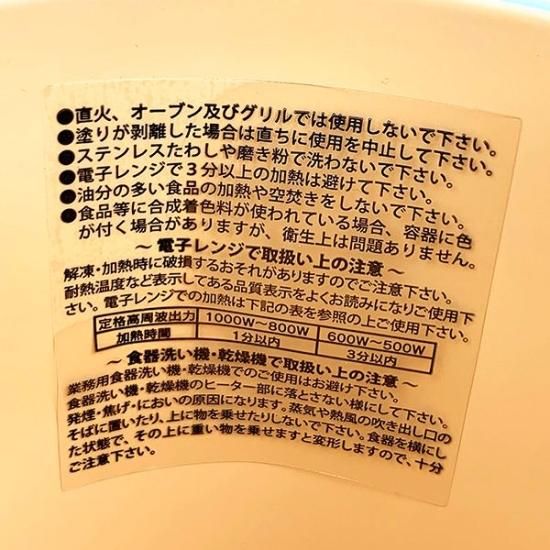 ●直火、オーブン及びグリルでは使用しないで下さい。
●塗りが剥離した場合は直ちに使用を中止して下さい。
●ステンレスたわしや磨き粉で洗わないで下さい。
●電子レンジで3分以上の加熱は避けて下さい。
●油分の多い食品の加熱や空焚きをしないで下さい。
●食品等に合成着色料が使われている場合、容器に色
が付く場合がありますが、衛生上は問題ありません。
～電子レンジで取扱い上の注意～
解凍・加熱時に破損するおそれがありますのでご注意下さい。
耐熱温度など表示してある品質表示をよくお読みになりご使用下
さい。電子レンジでの加熱は下記の表を参照の上ご使用下さい。
定格高周波出力 1000W～800W 600W～500W
加熱時間 1分以内 3分以内
～食器洗い機・乾燥機で取扱い上の注意～
業務用食器洗い機・乾燥機でのご使用はお避け下さい。
食器洗い機・乾燥機のヒーター部に落とさない様にして下さい。
発煙・焦げ・においの原因になります。蒸気や熱風の吹き出し口の
そばに置いたり、上に物を乗せたりしないで下さい。食器を横にし
た状態で、その上に重い物を乗せますと変形しますので、十分
ご注意下さい。